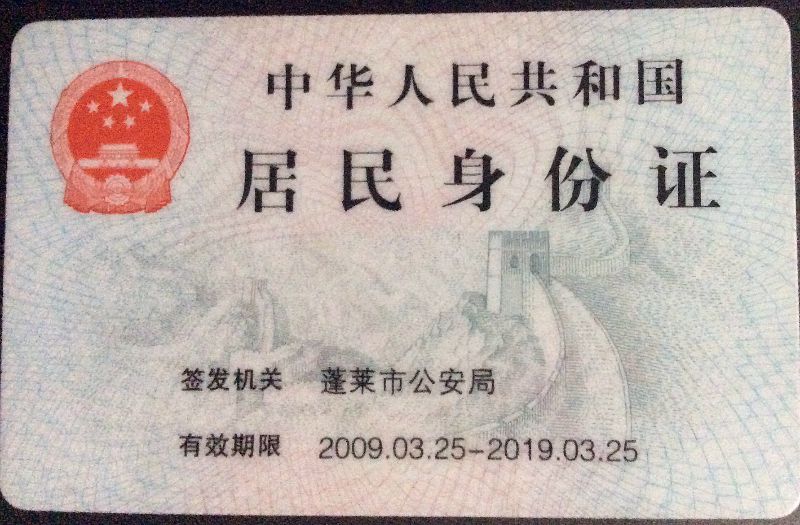 中华人民共和国
居民身份证
签发机关 蓬莱市公安局
有效期限 2009.03.25-2019.03.25